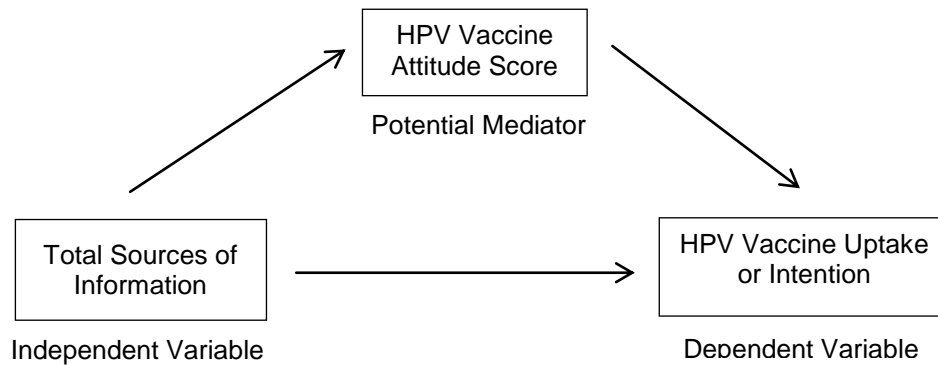 HPV Vaccine
Attitude Score
Potential Mediator
Total Sources of
Information
Independent Variable
HPV Vaccine Uptake
or Intention
Dependent Variable